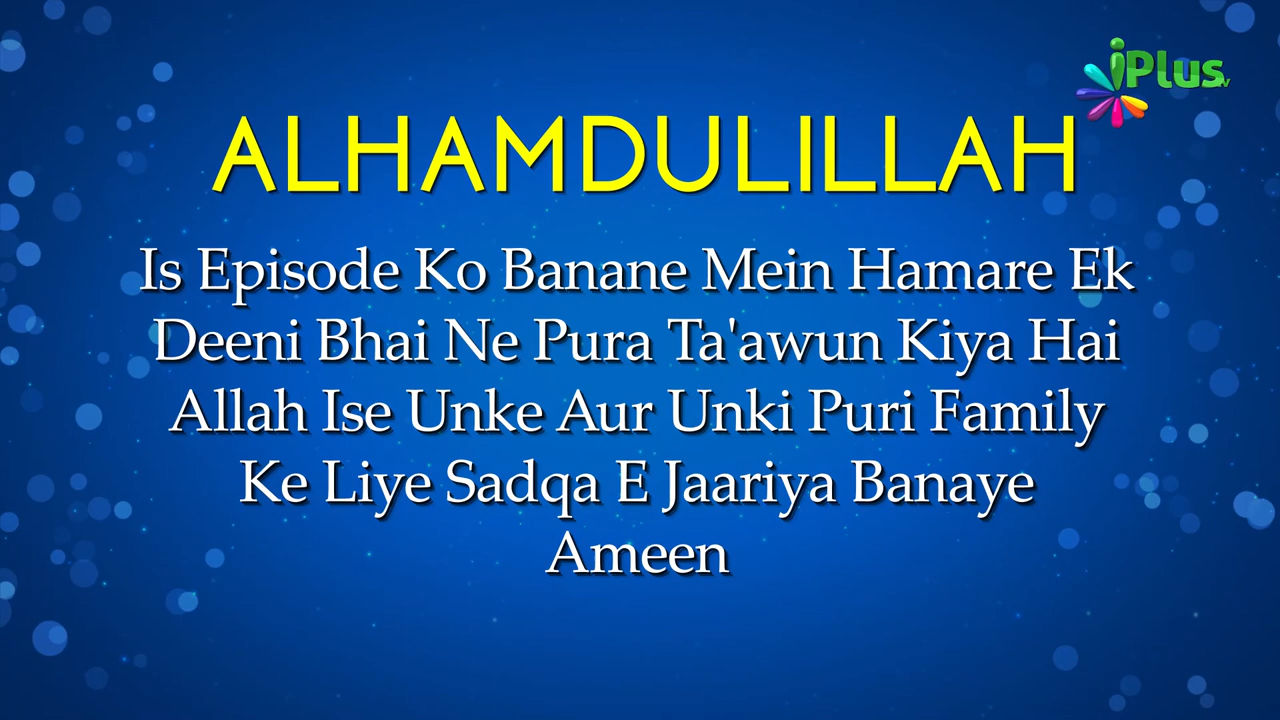 iPlus TV
ALHAMDULILLAH
Is Episode Ko Banane Mein Hamare Ek
Deeni Bhai Ne Pura Ta'awun Kiya Hai
Allah Ise Unke Aur Unki Puri Family
Ke Liye Sadqa E Jaariya Banaye
Ameen